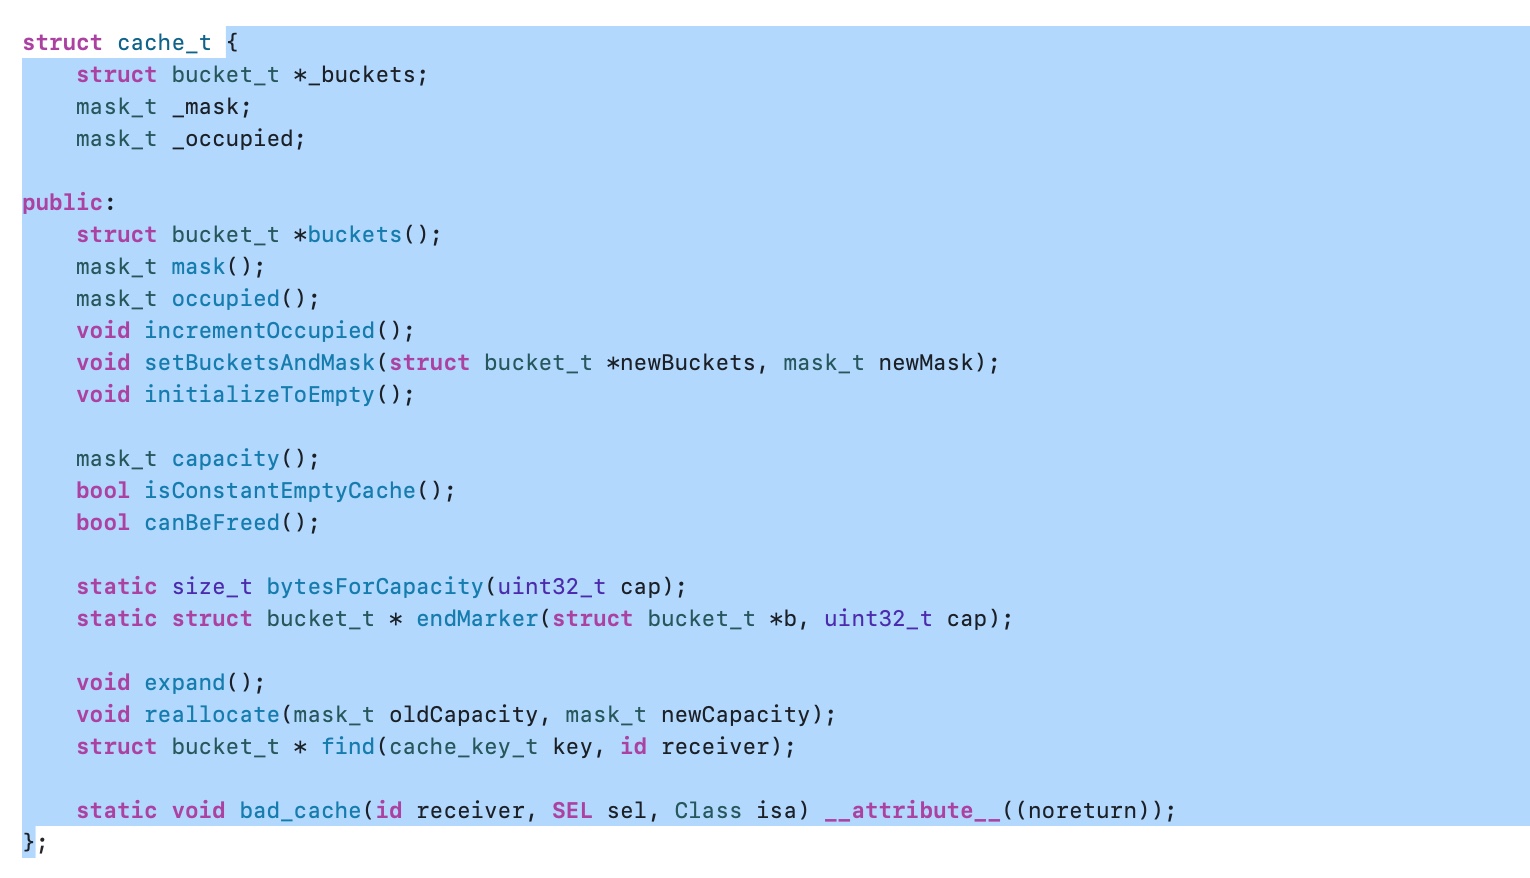 struct cache_t {
    struct bucket_t *_buckets;
    mask_t _mask;
    mask_t _occupied;

public:
    struct bucket_t *buckets();
    mask_t mask();
    mask_t occupied();
    void incrementOccupied();
    void setBucketsAndMask(struct bucket_t *newBuckets, mask_t newMask);
    void initializeToEmpty();

    mask_t capacity();
    bool isConstantEmptyCache();
    bool canBeFreed();

    static size_t bytesForCapacity(uint32_t cap);
    static struct bucket_t * endMarker(struct bucket_t *b, uint32_t cap);

    void expand();
    void reallocate(mask_t oldCapacity, mask_t newCapacity);
    struct bucket_t * find(cache_key_t key, id receiver);

    static void bad_cache(id receiver, SEL sel, Class isa) __attribute__((noreturn));
};